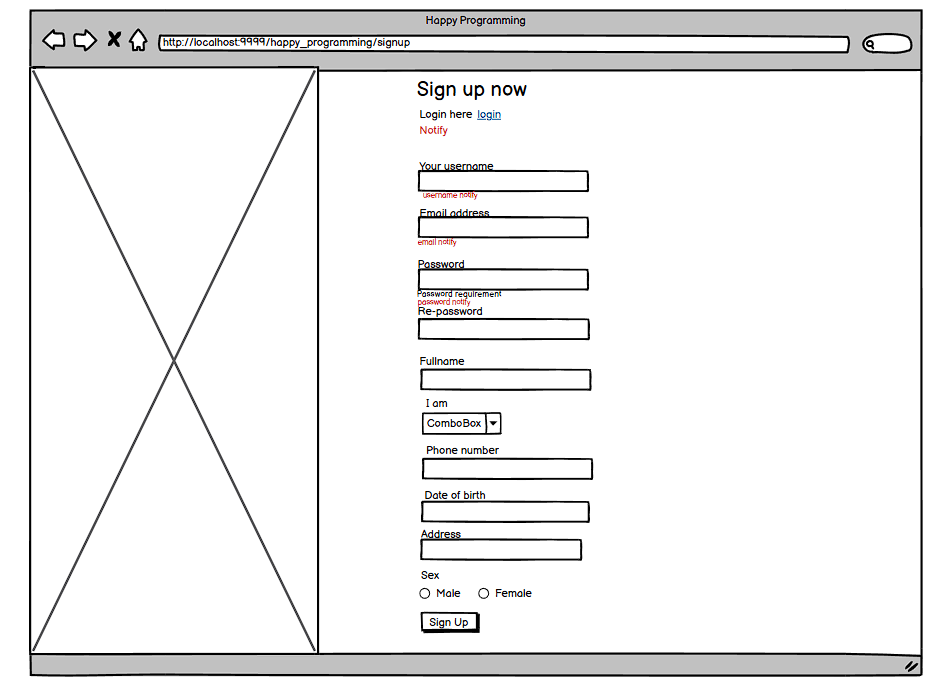 Happy Programming
http://localhost:9999/happy_programming/signup
Sign up now
Login here login
Notify
Your username
username notify
Email address
email notify
Password
Password requirement
password notify
Re-password
Fullname
I am
ComboBox
Phone number
Date of birth
Address
Sex
Male Female
Sign Up